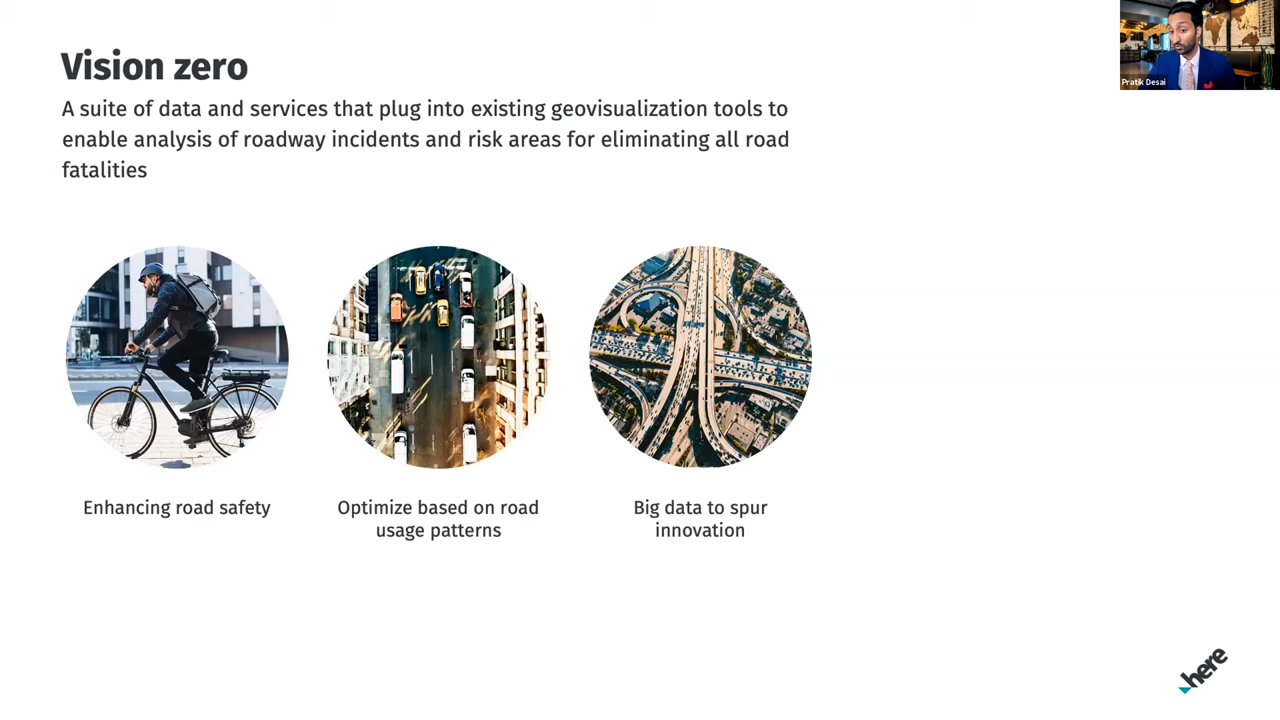 Vision zero
A suite of data and services that plug into existing geovisualization tools to
enable analysis of roadway incidents and risk areas for eliminating all road
fatalities
Pratik Desai
Enhancing road safety
Optimize based on road
usage patterns
Big data to spur
innovation
here